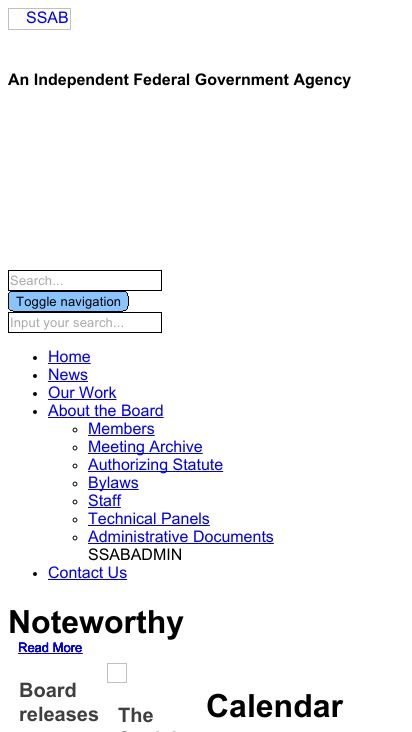 SSAB
An Independent Federal Government Agency
Search...
Toggle navigation
Input your search...
Home
News
Our Work
About the Board
Members
Meeting Archive
Authorizing Statute
Bylaws
Staff
Technical Panels
Administrative Documents
SSABADMIN
Contact Us
Noteworthy
Read More
Board
releases
The
Calendar